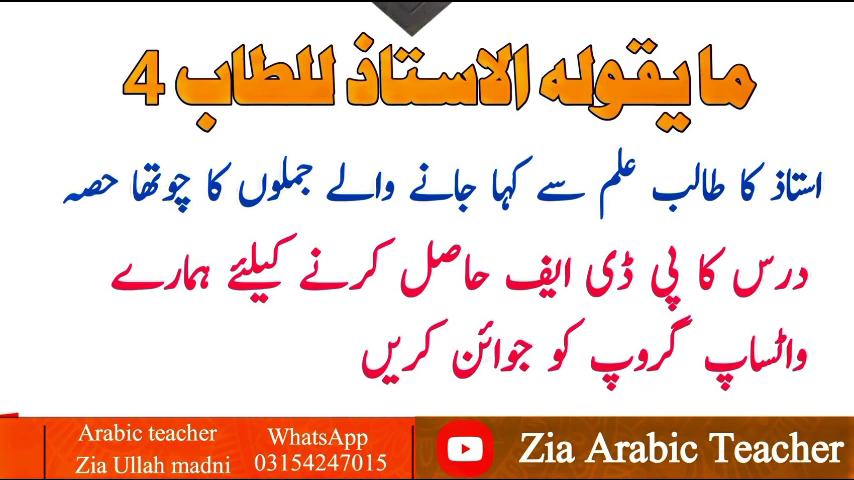 ما يقوله الاستاذ للطاب 4
استاذ کا طالب علم سے کہا جانے والے جملوں کا چوتھا حصہ
درس کا پی ڈی ایف حاصل کرنے کیلئے ہمارے
واٹساپ گروپ کو جوائن کریں
Arabic teacher
Zia Ullah madni
WhatsApp
03154247015
Zia Arabic Teacher